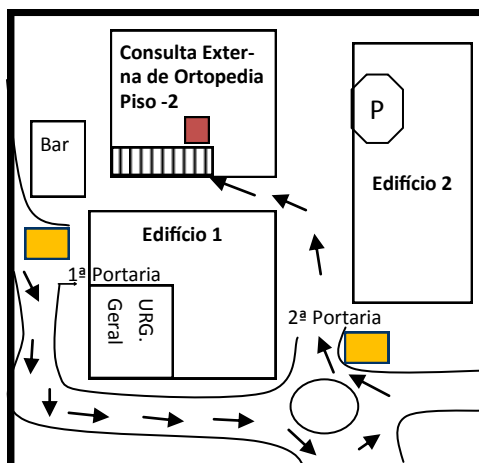 Consulta Exter-
na de Ortopedia
Piso -2
Bar
P
Edifício 2
Edifício 1
1ª Portaria
URG.
Geral
2ª Portaria